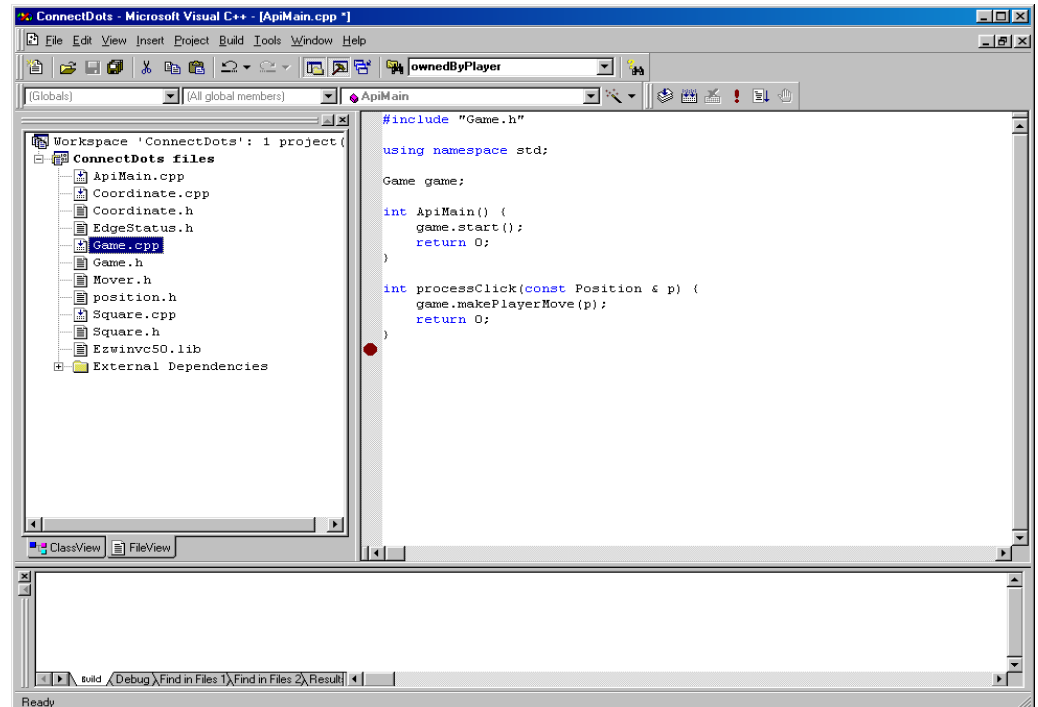 ConnectDots - Microsoft Visual C++ - [ApiMain.cpp *]
File Edit View Insert Project Build Tools Window Help
ownedByPlayer
(Globals) (All global members) ApiMain
Workspace 'ConnectDots': 1 project(
ConnectDots files
ApiMain.cpp
Coordinate.cpp
Coordinate.h
EdgeStatus.h
Game.cpp
Game.h
Mover.h
position.h
Square.cpp
Square.h
Ezwinvc50.lib
External Dependencies
ClassView FileView
#include "Game.h"
using namespace std;
Game game;
int ApiMain() {
game.start();
return 0;
}
int processClick(const Position & p) {
game.makePlayerMove(p);
return 0;
}
Build Debug Find in Files 1 Find in Files 2 Results
Ready